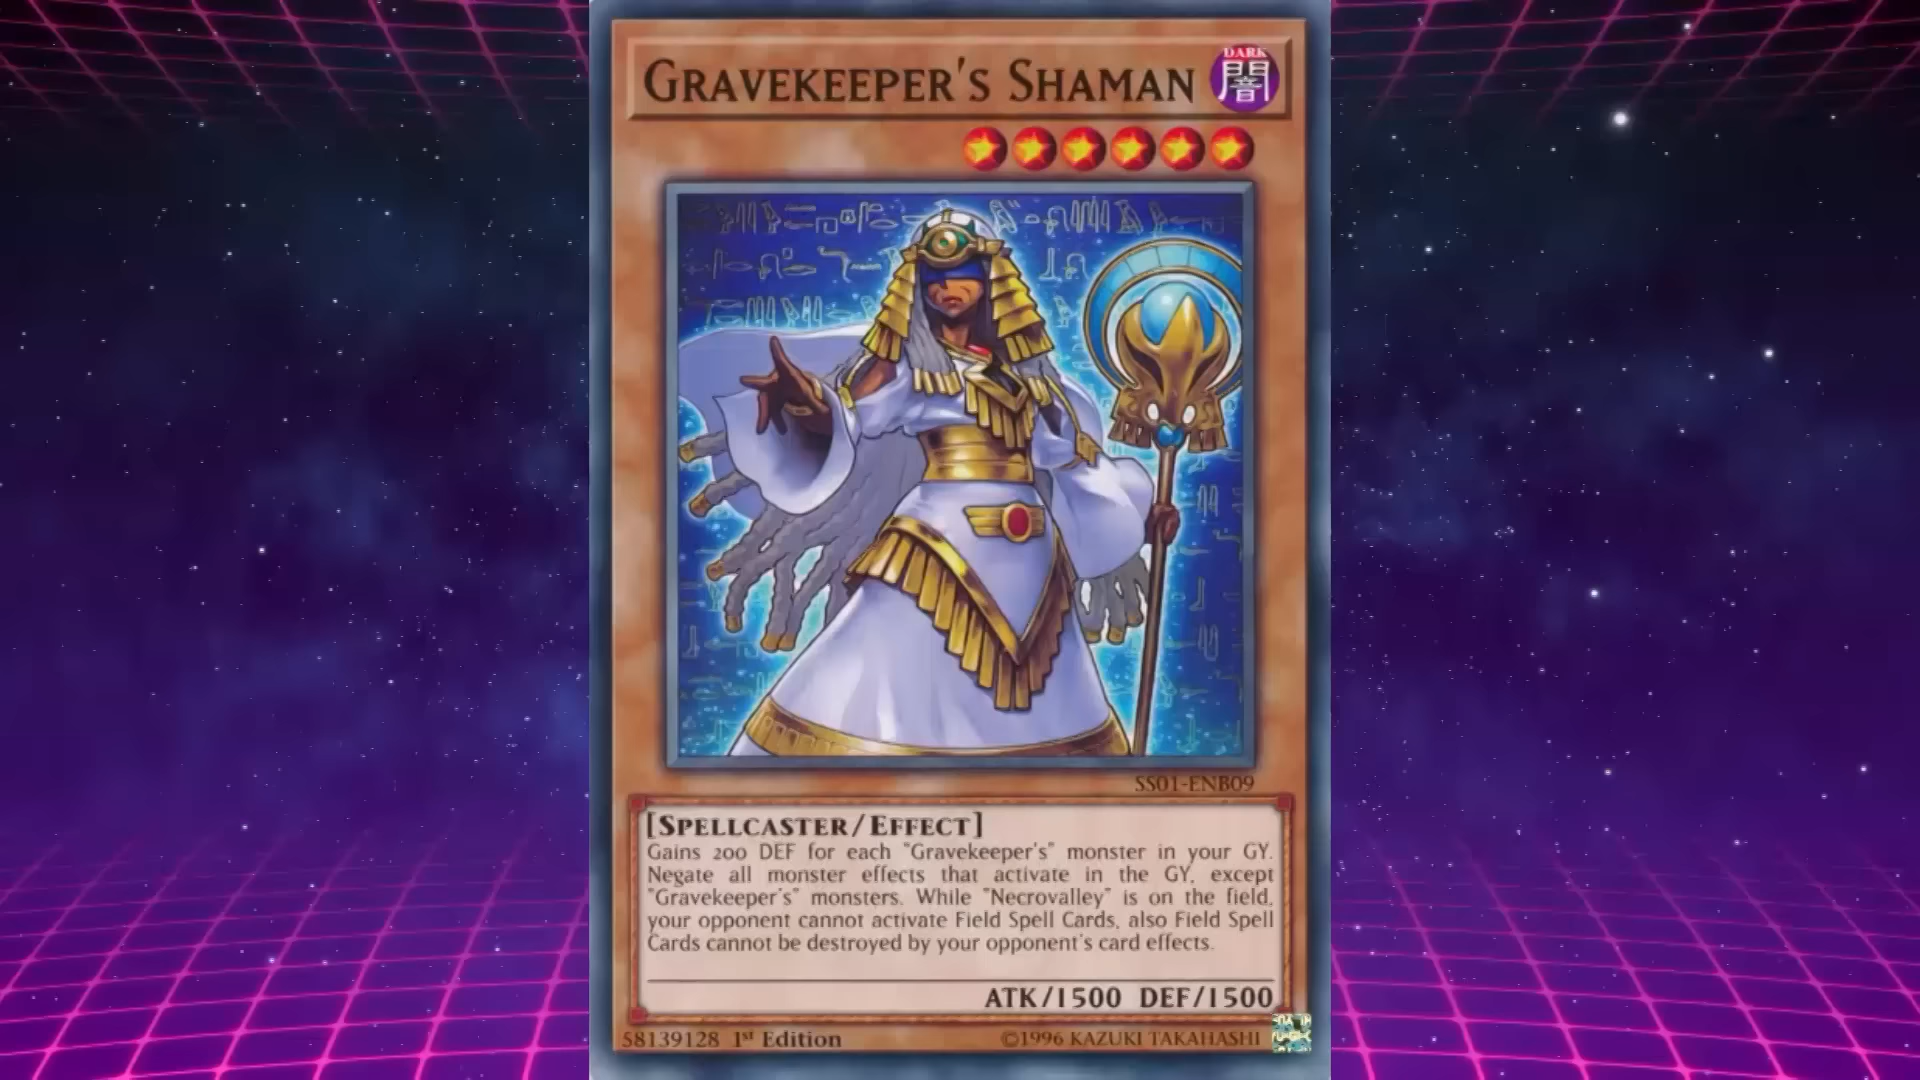 GRAVEKEEPER'S SHAMAN
DARK
闇
SS01-ENB09
[SPELLCASTER/EFFECT]
Gains 200 DEF for each "Gravekeeper's" monster in your GY.
Negate all monster effects that activate in the GY, except
"Gravekeeper's" monsters. While "Necrovalley" is on the field,
your opponent cannot activate Field Spell Cards, also Field Spell
Cards cannot be destroyed by your opponent's card effects.
ATK/1500 DEF/1500
58139128 1st Edition
©1996 KAZUKI TAKAHASHI